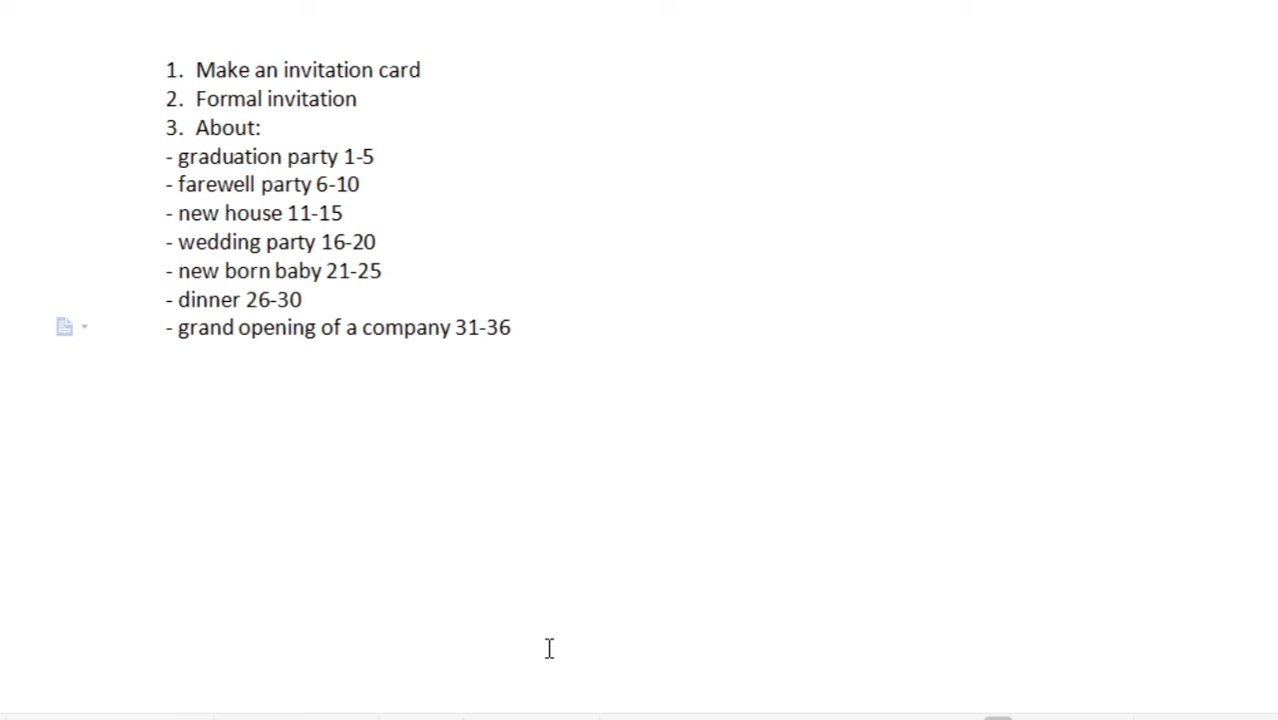 1. Make an invitation card
2. Formal invitation
3. About:
- graduation party 1-5
- farewell party 6-10
- new house 11-15
- wedding party 16-20
- new born baby 21-25
- dinner 26-30
- grand opening of a company 31-36